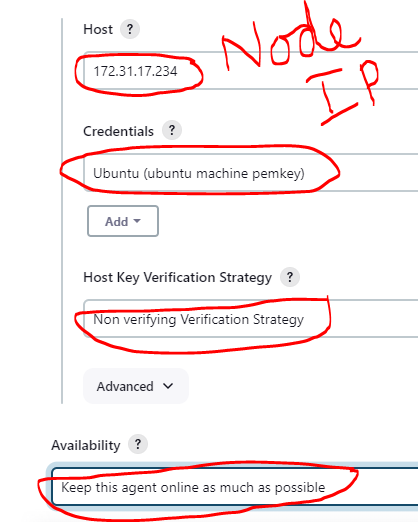 Host ?
172.31.17.234
Node
IP
Credentials ?
Ubuntu (ubuntu machine pemkey)
Add
Host Key Verification Strategy ?
Non verifying Verification Strategy
Advanced
Availability ?
Keep this agent online as much as possible